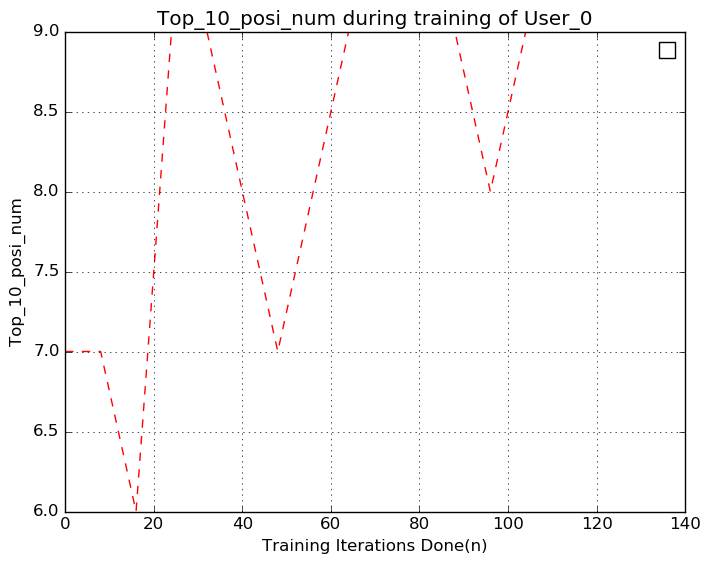 Top_10_posi_num during training of User_0
9.0
8.5
8.0
7.5
7.0
6.5
6.0
Top_10_posi_num
0 20 40 60 80 100 120 140
Training Iterations Done(n)